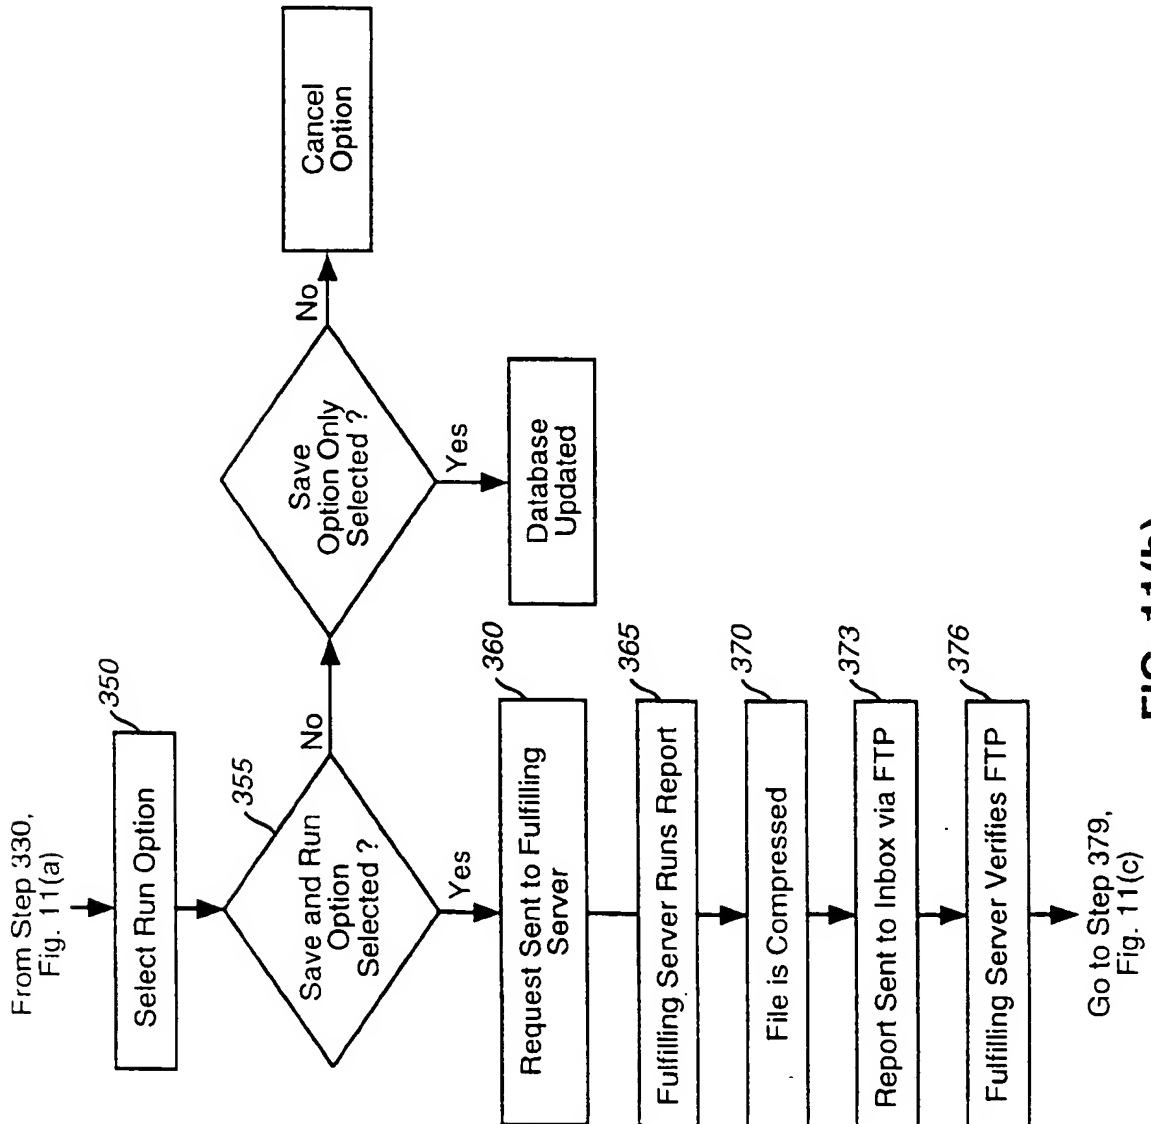 From Step 330,
Fig. 11(a)
350
Select Run Option
355
Save and Run
Option
Selected ?
No
Yes
Save
Option Only
Selected ?
No
Cancel
Option
Yes
Database
Updated
360
Request Sent to Fulfilling
Server
365
Fulfilling Server Runs Report
370
File is Compressed
373
Report Sent to Inbox via FTP
376
Fulfilling Server Verifies FTP
Go to Step 379,
Fig. 11(c)
FIG. 11(b)